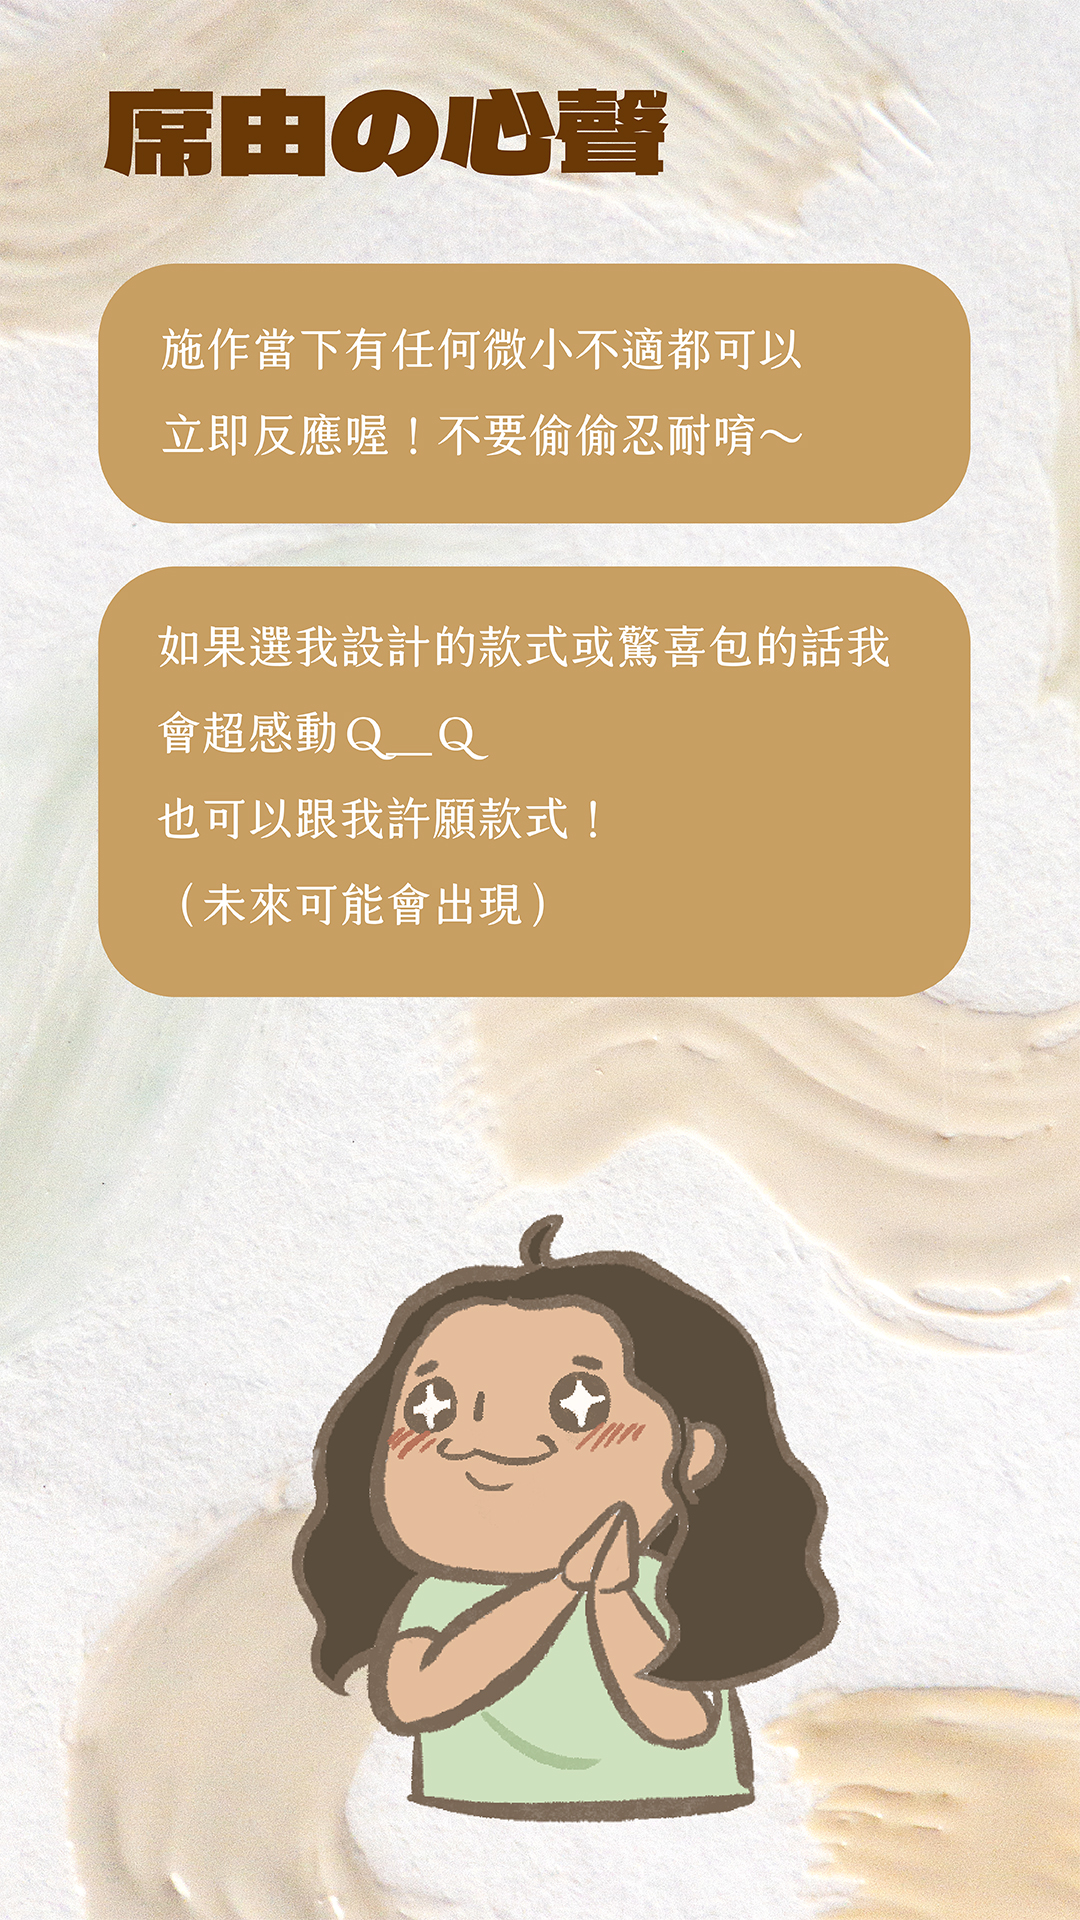 席由の心聲
施作當下有任何微小不適都可以
立即反應喔！不要偷偷忍耐唷～
如果選我設計的款式或驚喜包的話我
會超感動Q__Q
也可以跟我許願款式！
（未來可能會出現）